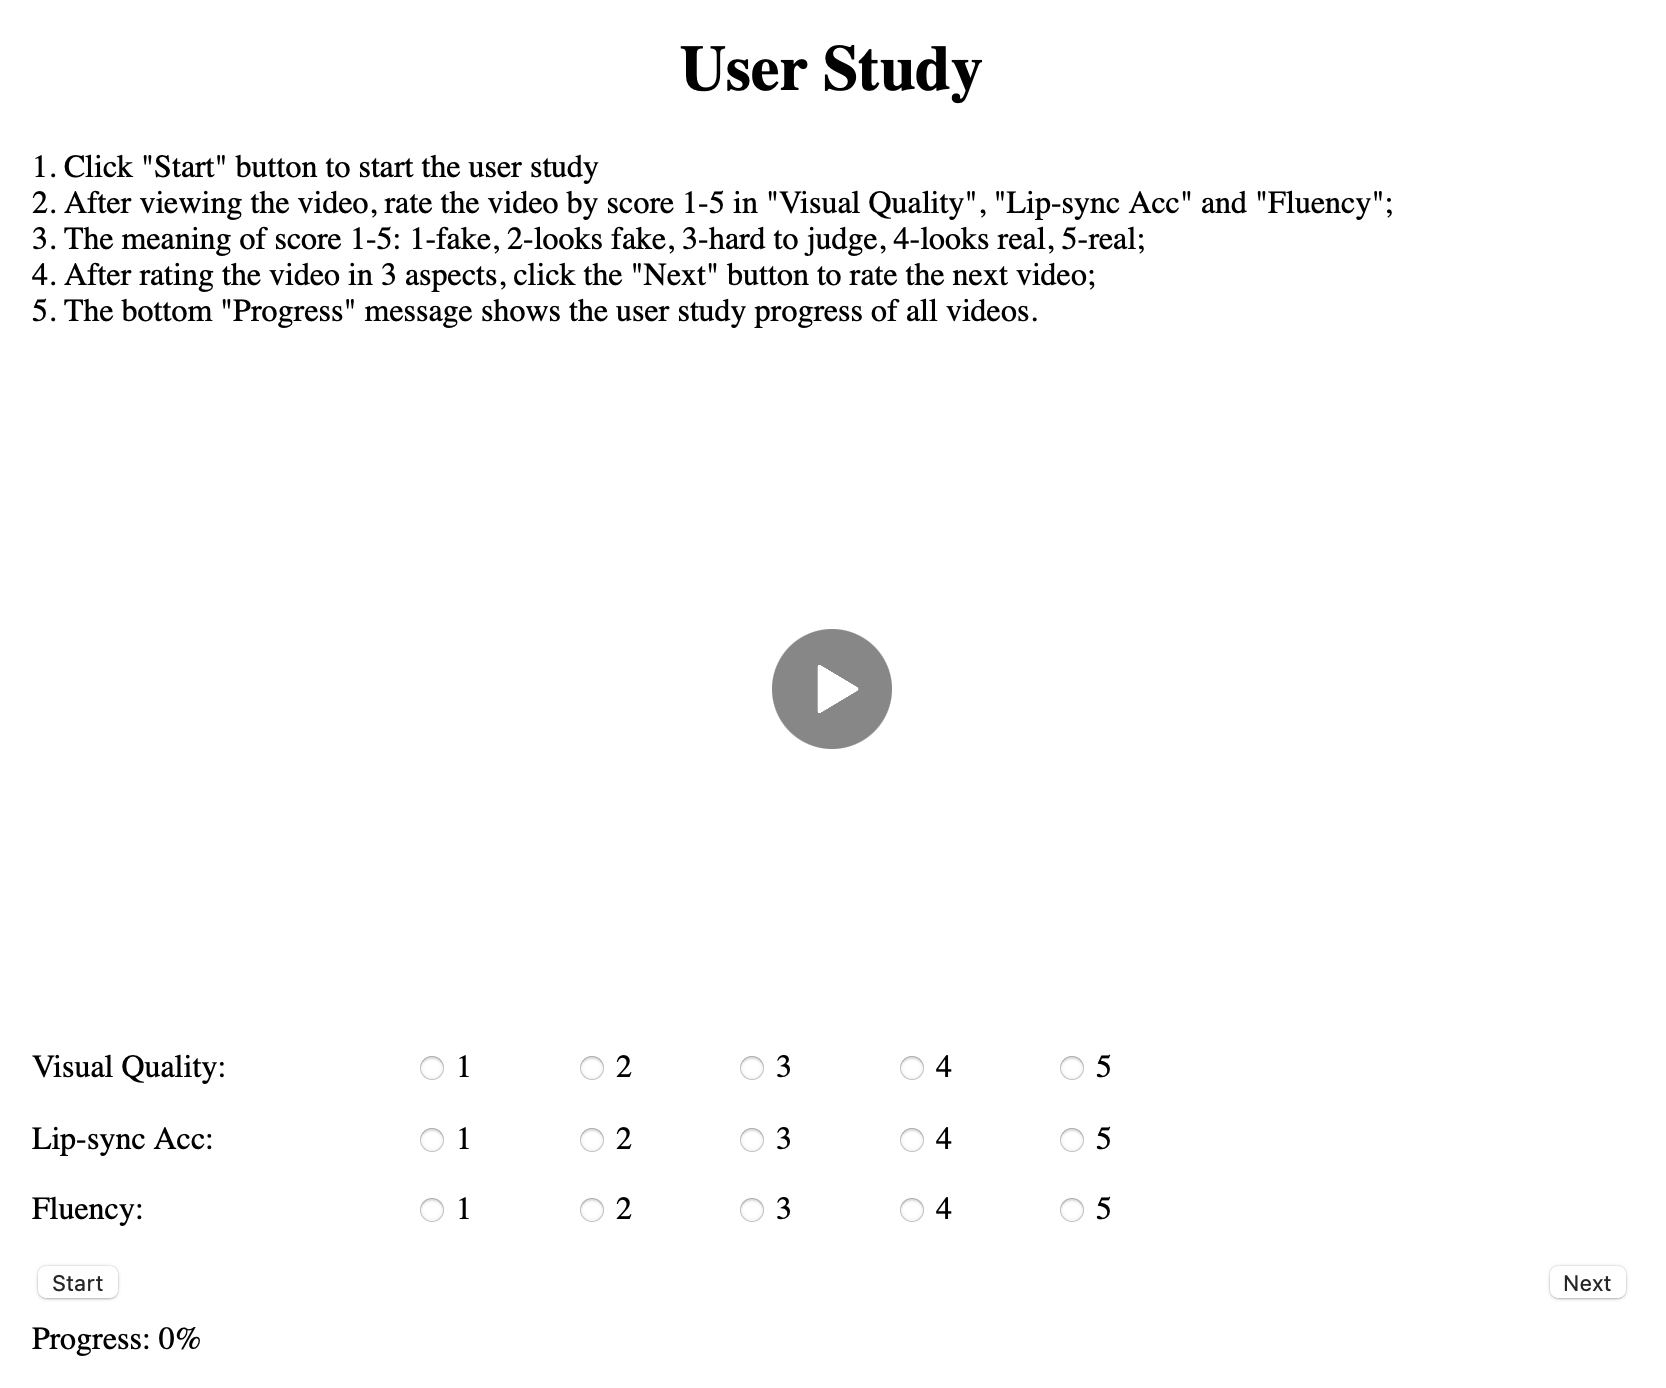 User Study
1. Click "Start" button to start the user study
2. After viewing the video, rate the video by score 1-5 in "Visual Quality", "Lip-sync Acc" and "Fluency";
3. The meaning of score 1-5: 1-fake, 2-looks fake, 3-hard to judge, 4-looks real, 5-real;
4. After rating the video in 3 aspects, click the "Next" button to rate the next video;
5. The bottom "Progress" message shows the user study progress of all videos.
Visual Quality: 1 2 3 4 5
Lip-sync Acc: 1 2 3 4 5
Fluency: 1 2 3 4 5
Start Next
Progress: 0%